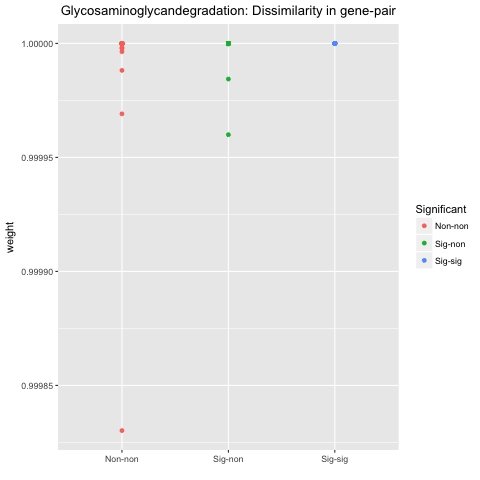 Glycosaminoglycandegradation: Dissimilarity in gene-pair
1.00000
0.99995
0.99990
0.99985
weight
Non-non
Sig-non
Sig-sig
Significant
Non-non
Sig-non
Sig-sig